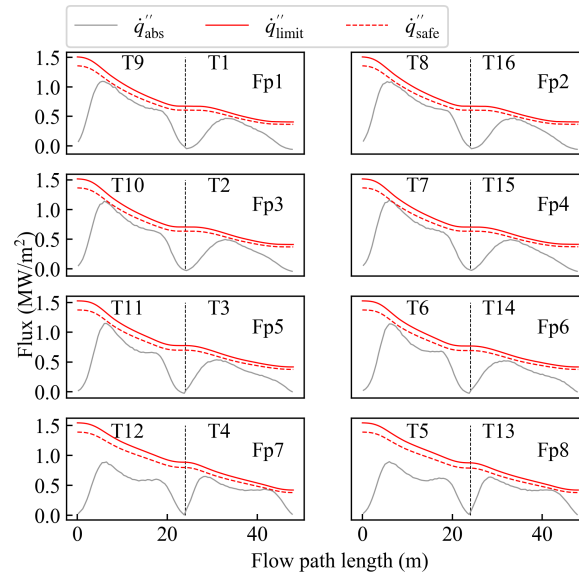 q̇″abs q̇″limit q̇″safe
T9 T1 Fp1
1.5
1.0
0.5
0.0
T8 T16 Fp2
T10 T2 Fp3
1.5
1.0
0.5
0.0
T7 T15 Fp4
T11 T3 Fp5
1.5
1.0
0.5
0.0
T6 T14 Fp6
T12 T4 Fp7
1.5
1.0
0.5
0.0
T5 T13 Fp8
0 20 40
0 20 40
Flux (MW/m²)
Flow path length (m)